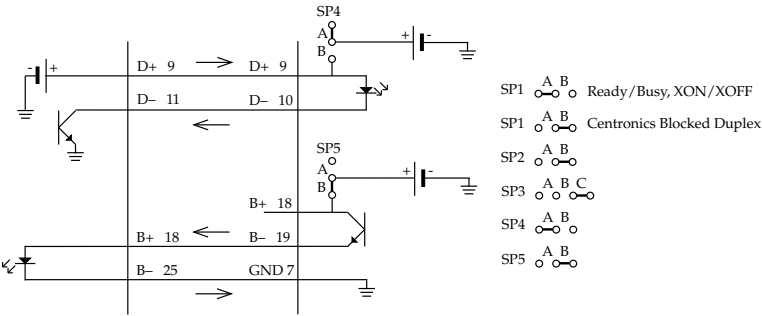 SP4
A
B
+ -
- +
D+ 9
D+ 9
D– 11
D– 10
SP5
A
B
+ -
B+ 18
B+ 18
B– 19
B– 25
GND 7
SP1 A B Ready/Busy, XON/XOFF
SP1 A B Centronics Blocked Duplex
SP2 A B
SP3 A B C
SP4 A B
SP5 A B